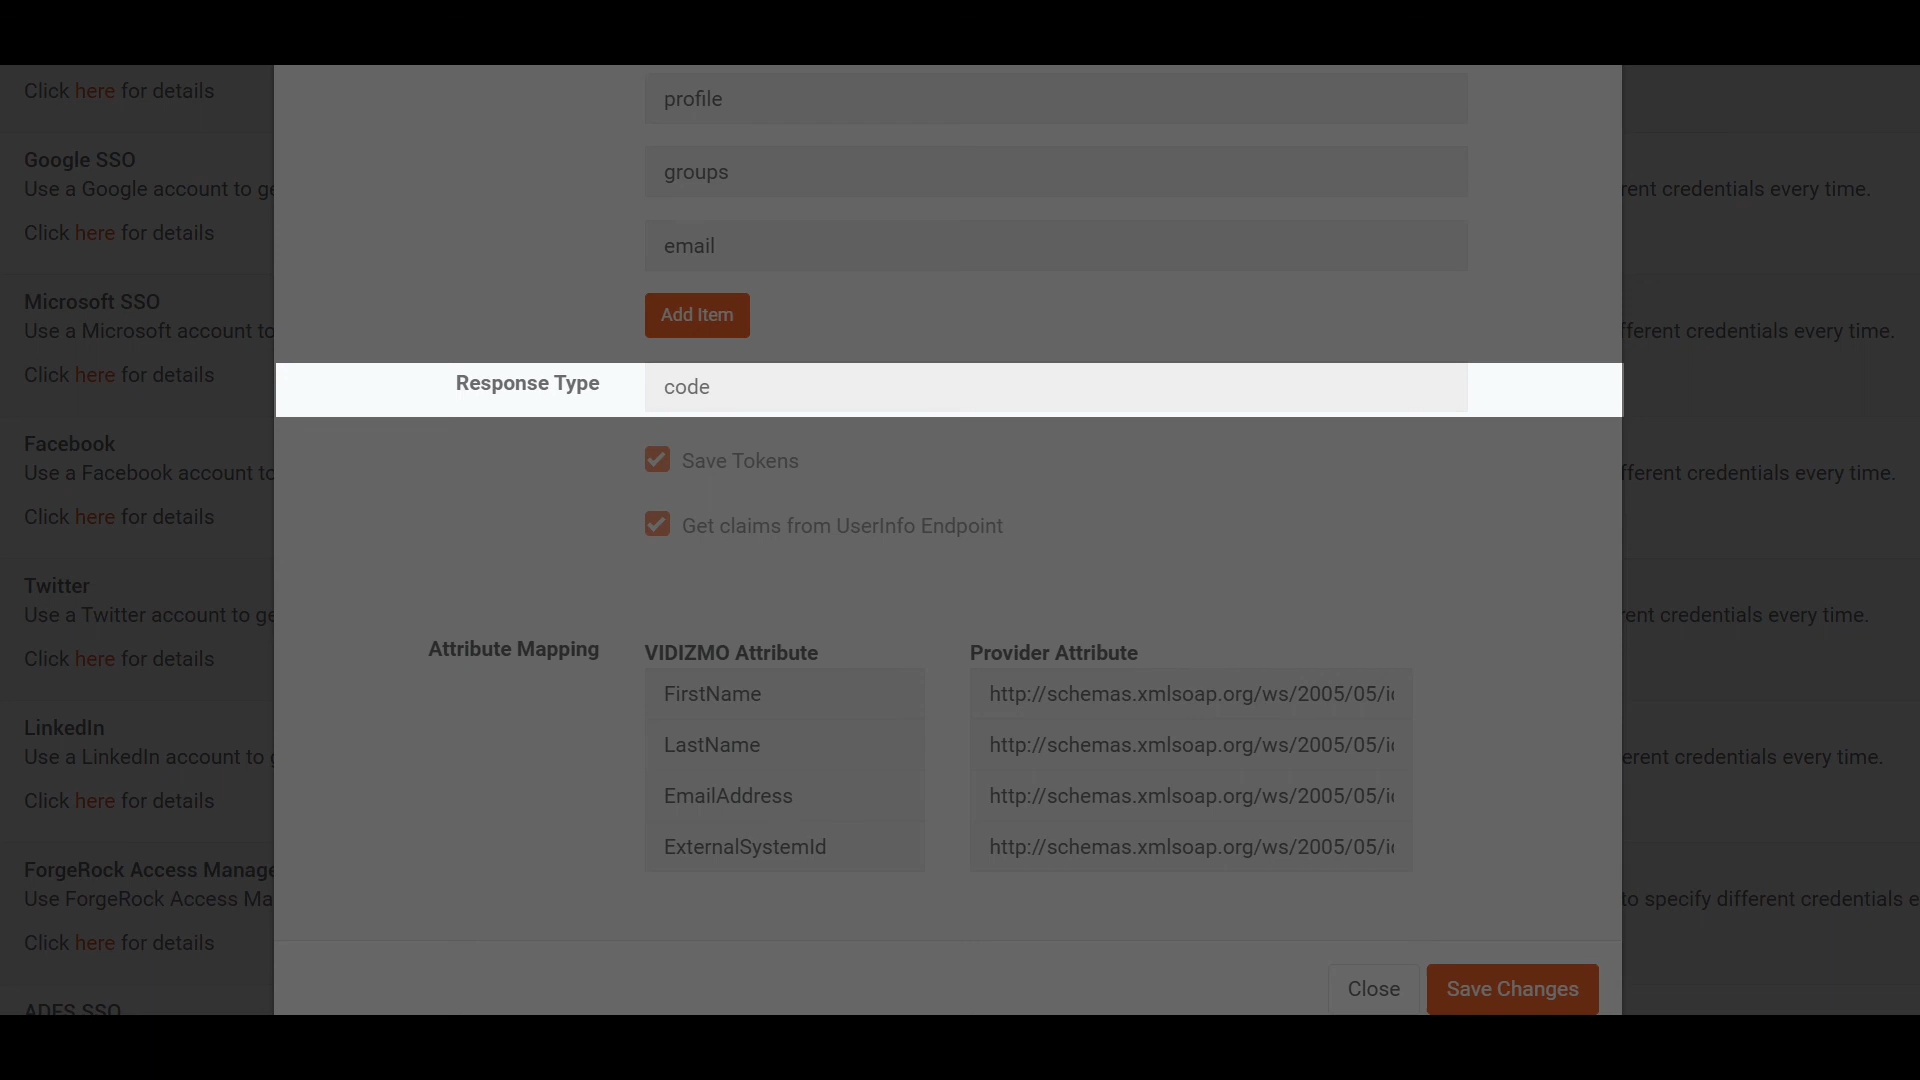 Click here for details
Google SSO
Use a Google account to ge
Click here for details
Microsoft SSO
Use a Microsoft account to
Click here for details
Facebook
Use a Facebook account to
Click here for details
Twitter
Use a Twitter account to ge
Click here for details
LinkedIn
Use a LinkedIn account to g
Click here for details
ForgeRock Access Manage
Use ForgeRock Access Ma
Click here for details
ADFS SSO
profile
groups
email
Add Item
Response Type code
Save Tokens
Get claims from UserInfo Endpoint
Attribute Mapping VIDIZMO Attribute Provider Attribute
FirstName http://schemas.xmlsoap.org/ws/2005/05/i
LastName http://schemas.xmlsoap.org/ws/2005/05/i
EmailAddress http://schemas.xmlsoap.org/ws/2005/05/i
ExternalSystemId http://schemas.xmlsoap.org/ws/2005/05/i
Close Save Changes
rent credentials every time.
fferent credentials every time.
fferent credentials every time.
rent credentials every time.
erent credentials every time.
to specify different credentials e